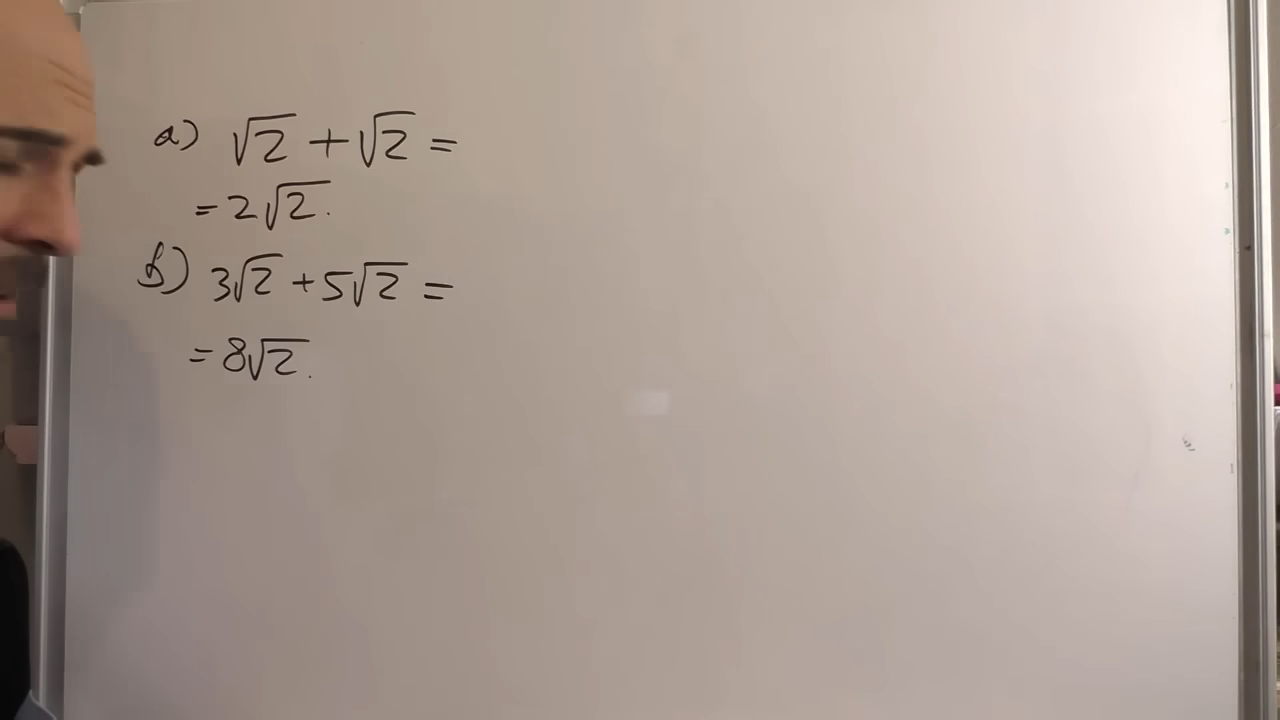 a) √2 + √2 =
= 2√2.
b) 3√2 + 5√2 =
= 8√2.